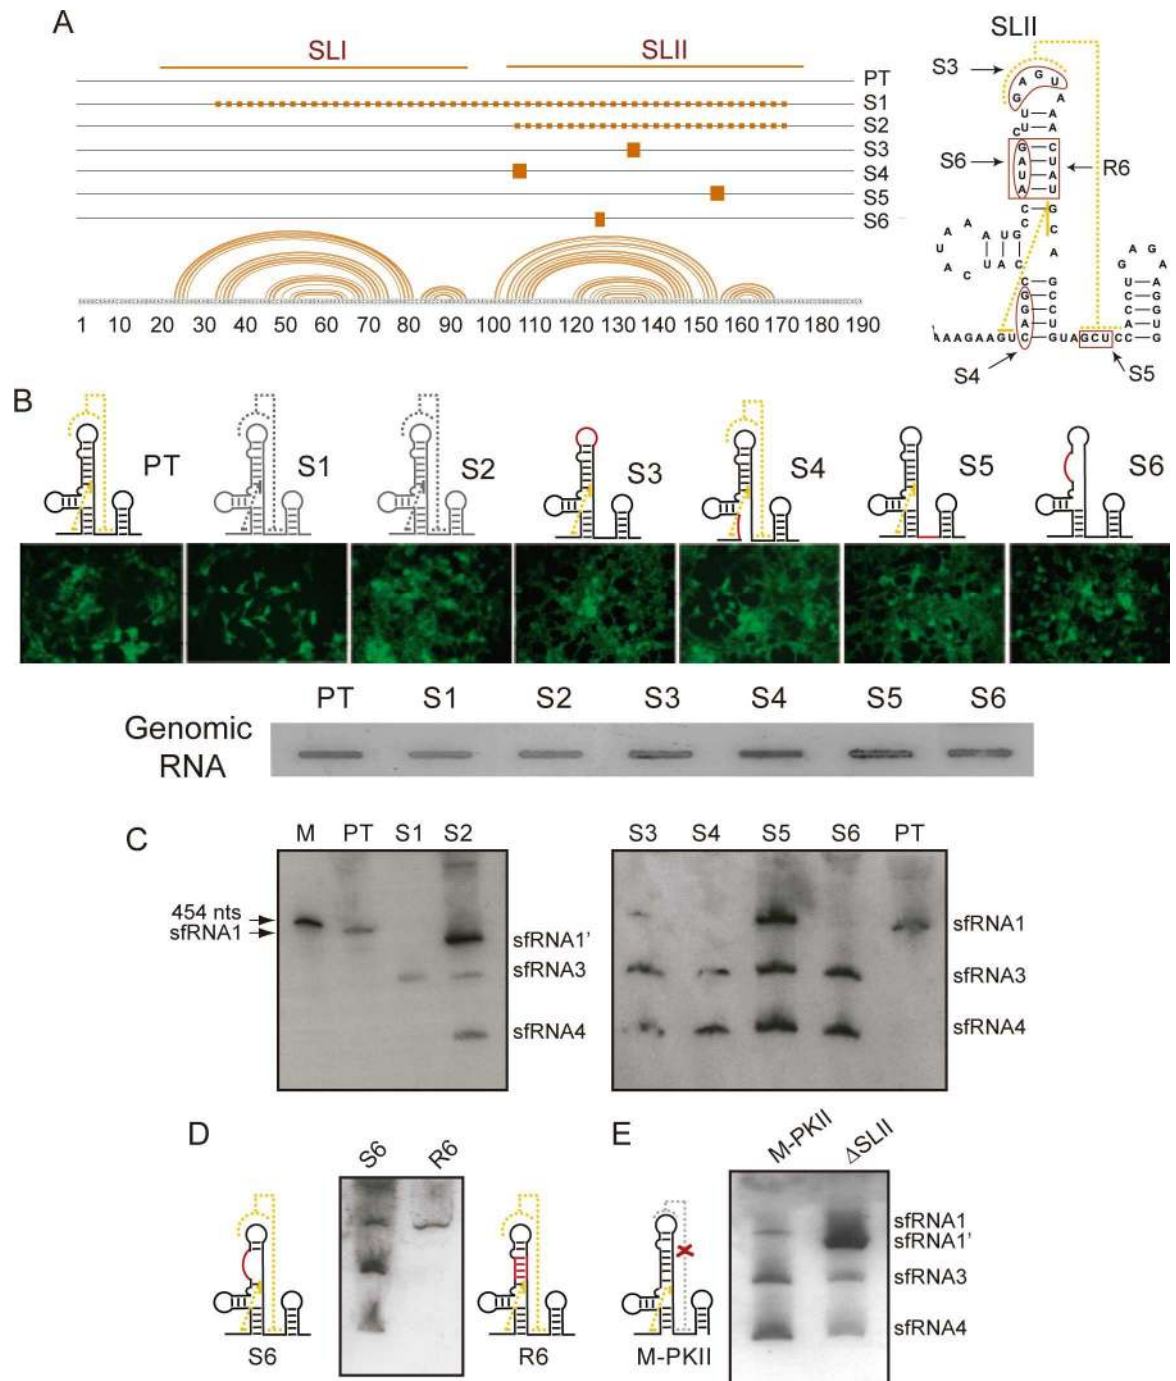 A
SLI
SLII
PT
S1
S2
S3
S4
S5
S6
1 10 20 30 40 50 60 70 80 90 100 110 120 130 140 150 160 170 180 190
SLII
S3
S6
R6
S4
S5
B
PT
S1
S2
S3
S4
S5
S6
PT S1 S2 S3 S4 S5 S6
Genomic
RNA
C
M PT S1 S2
454 nts
sfRNA1
sfRNA1'
sfRNA3
sfRNA4
S3 S4 S5 S6 PT
sfRNA1
sfRNA3
sfRNA4
D
S6 R6
S6
R6
E
M-PKII ΔSLII
M-PKII
sfRNA1
sfRNA1'
sfRNA3
sfRNA4